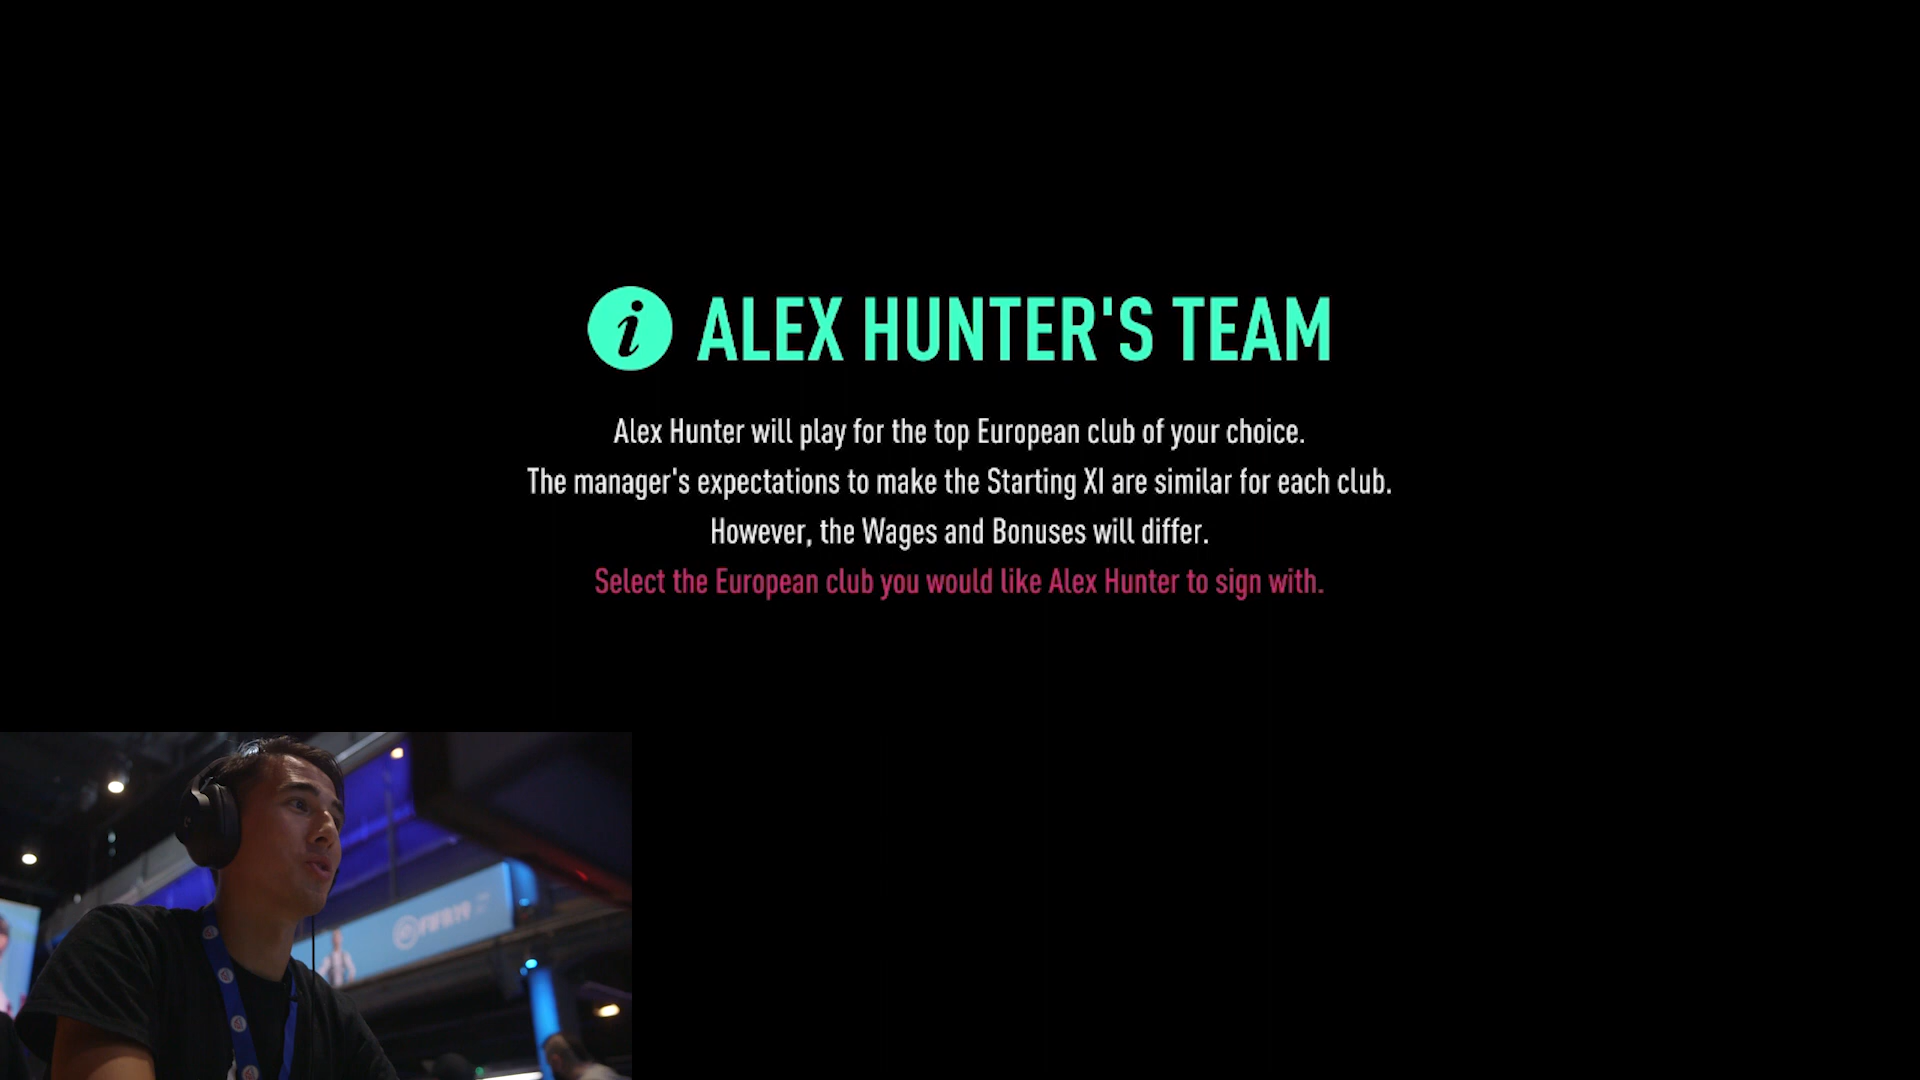 ALEX HUNTER'S TEAM
Alex Hunter will play for the top European club of your choice.
The manager's expectations to make the Starting XI are similar for each club.
However, the Wages and Bonuses will differ.
Select the European club you would like Alex Hunter to sign with.
FIFA 19